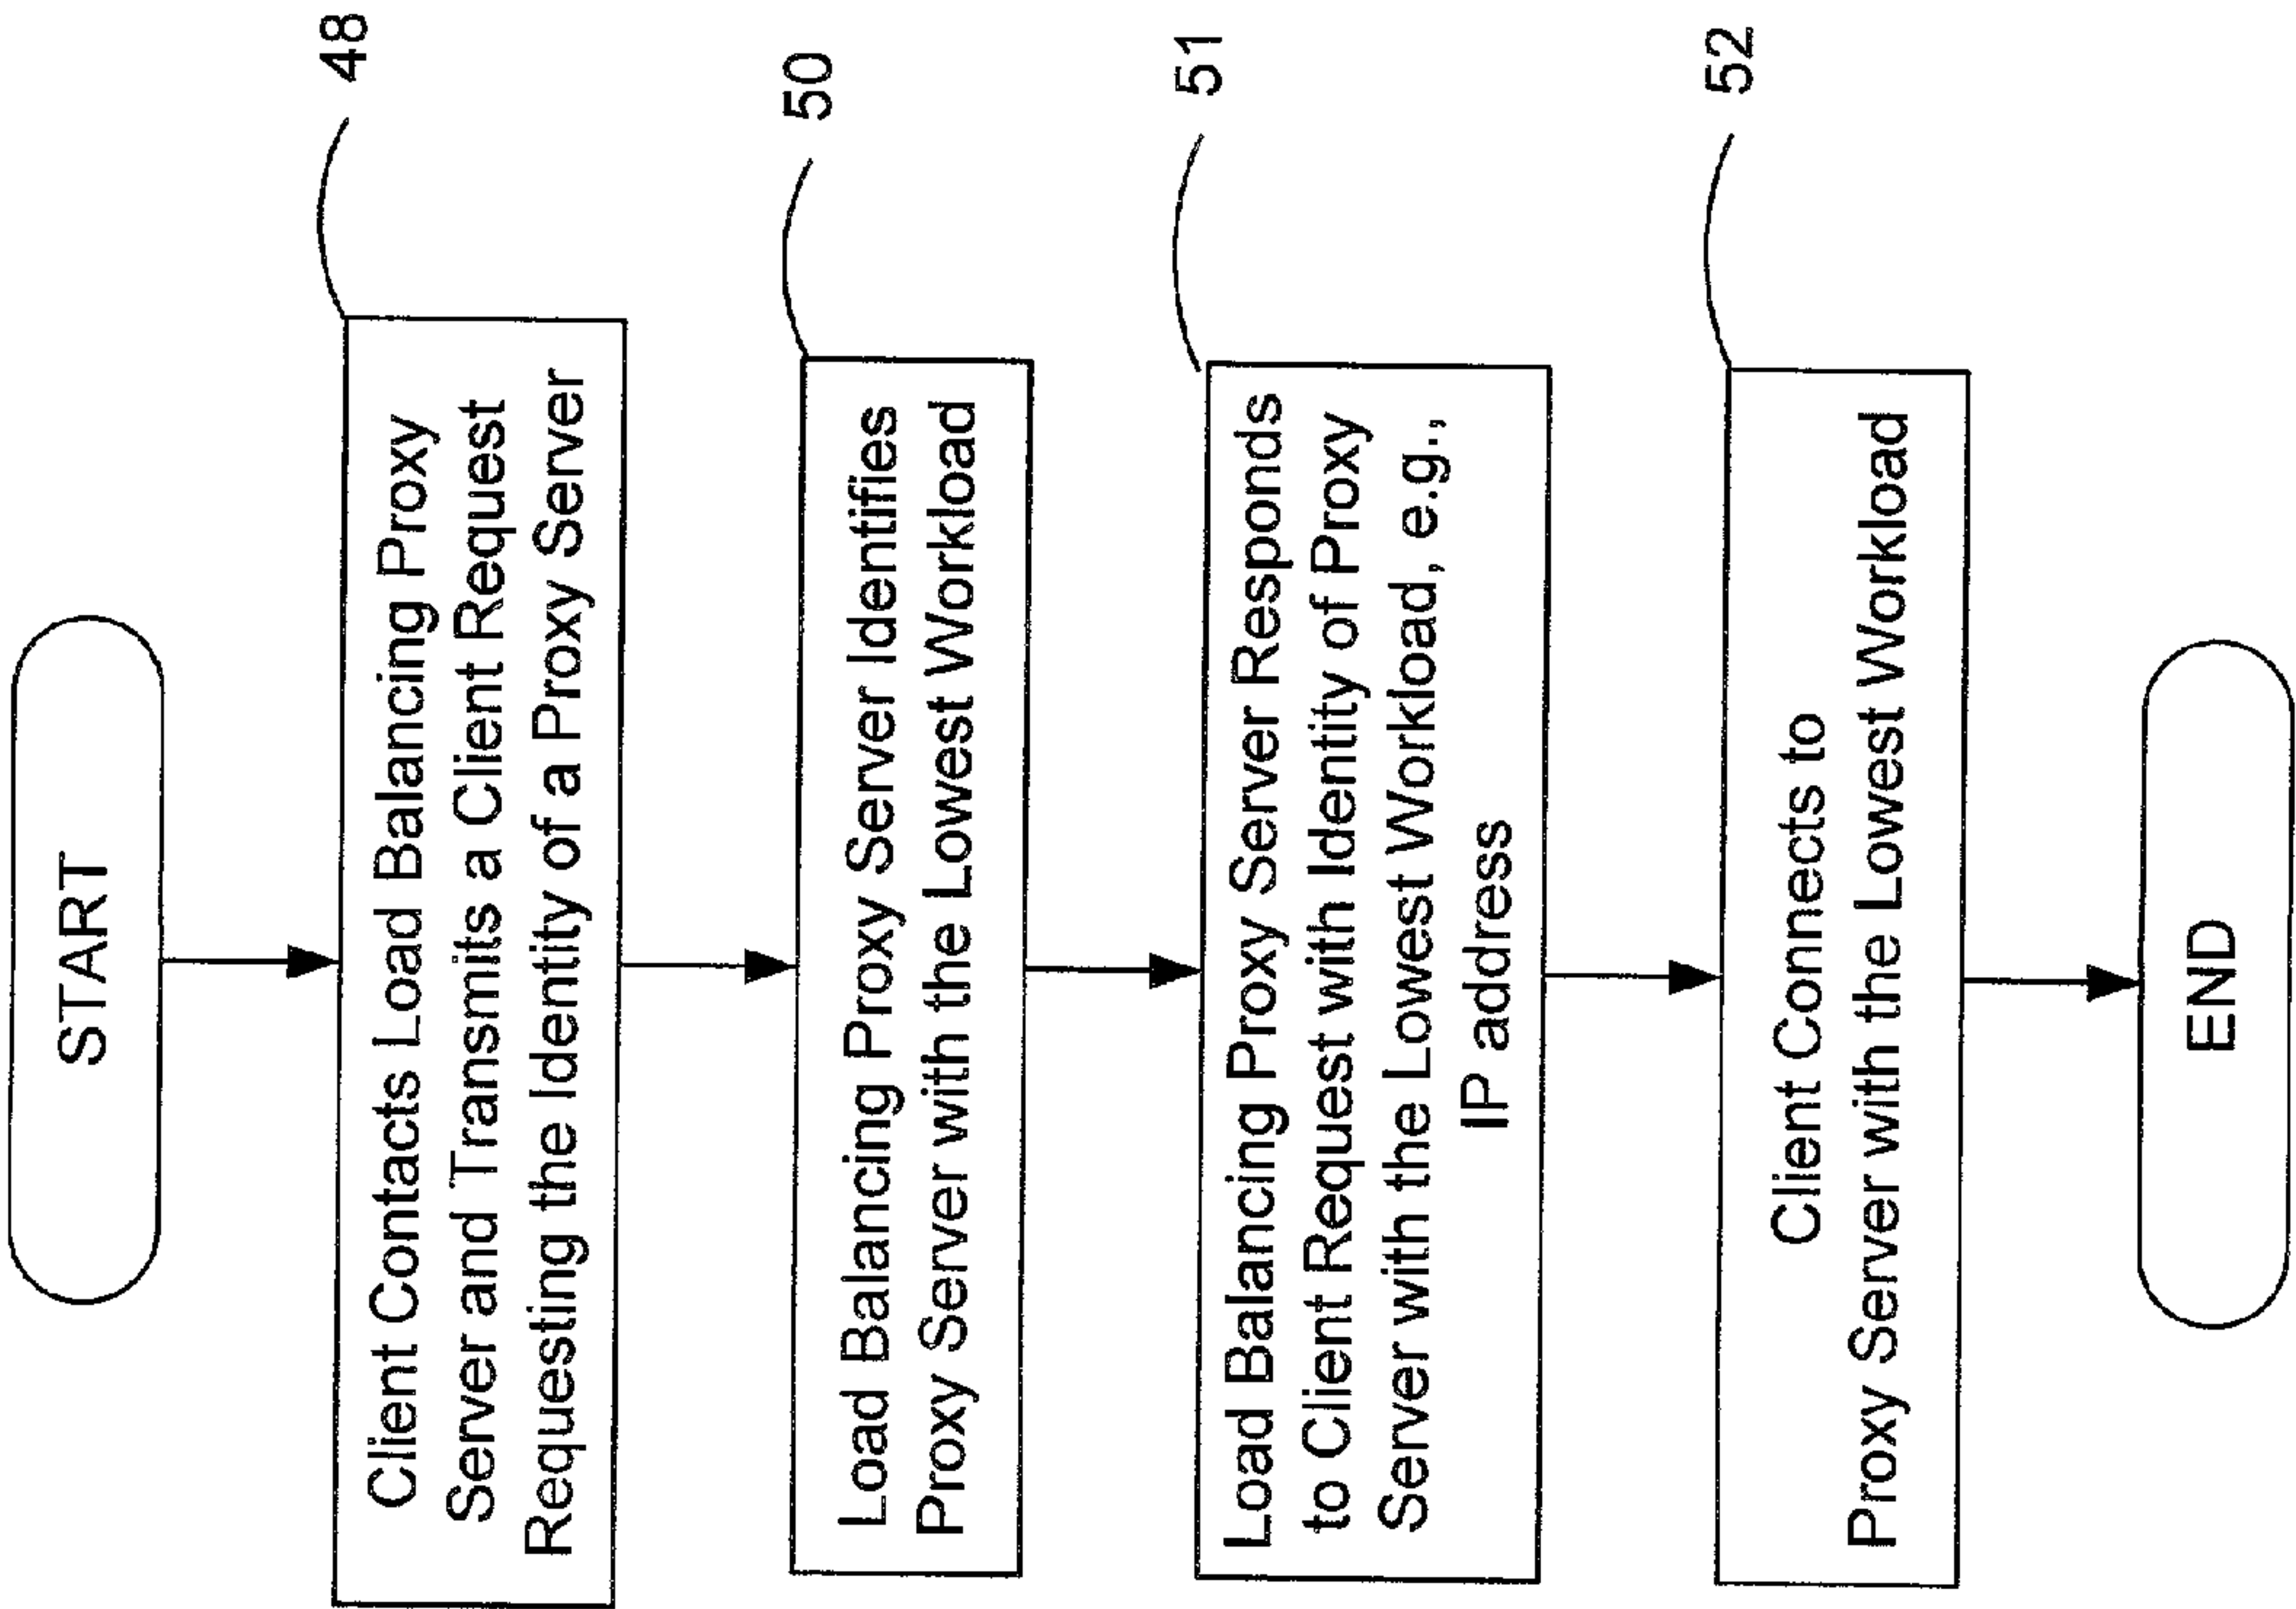 START
48
Client Contacts Load Balancing Proxy
Server and Transmits a Client Request
Requesting the Identity of a Proxy Server
50
Load Balancing Proxy Server Identifies
Proxy Server with the Lowest Workload
51
Load Balancing Proxy Server Responds
to Client Request with Identity of Proxy
Server with the Lowest Workload, e.g.,
IP address
52
Client Connects to
Proxy Server with the Lowest Workload
END